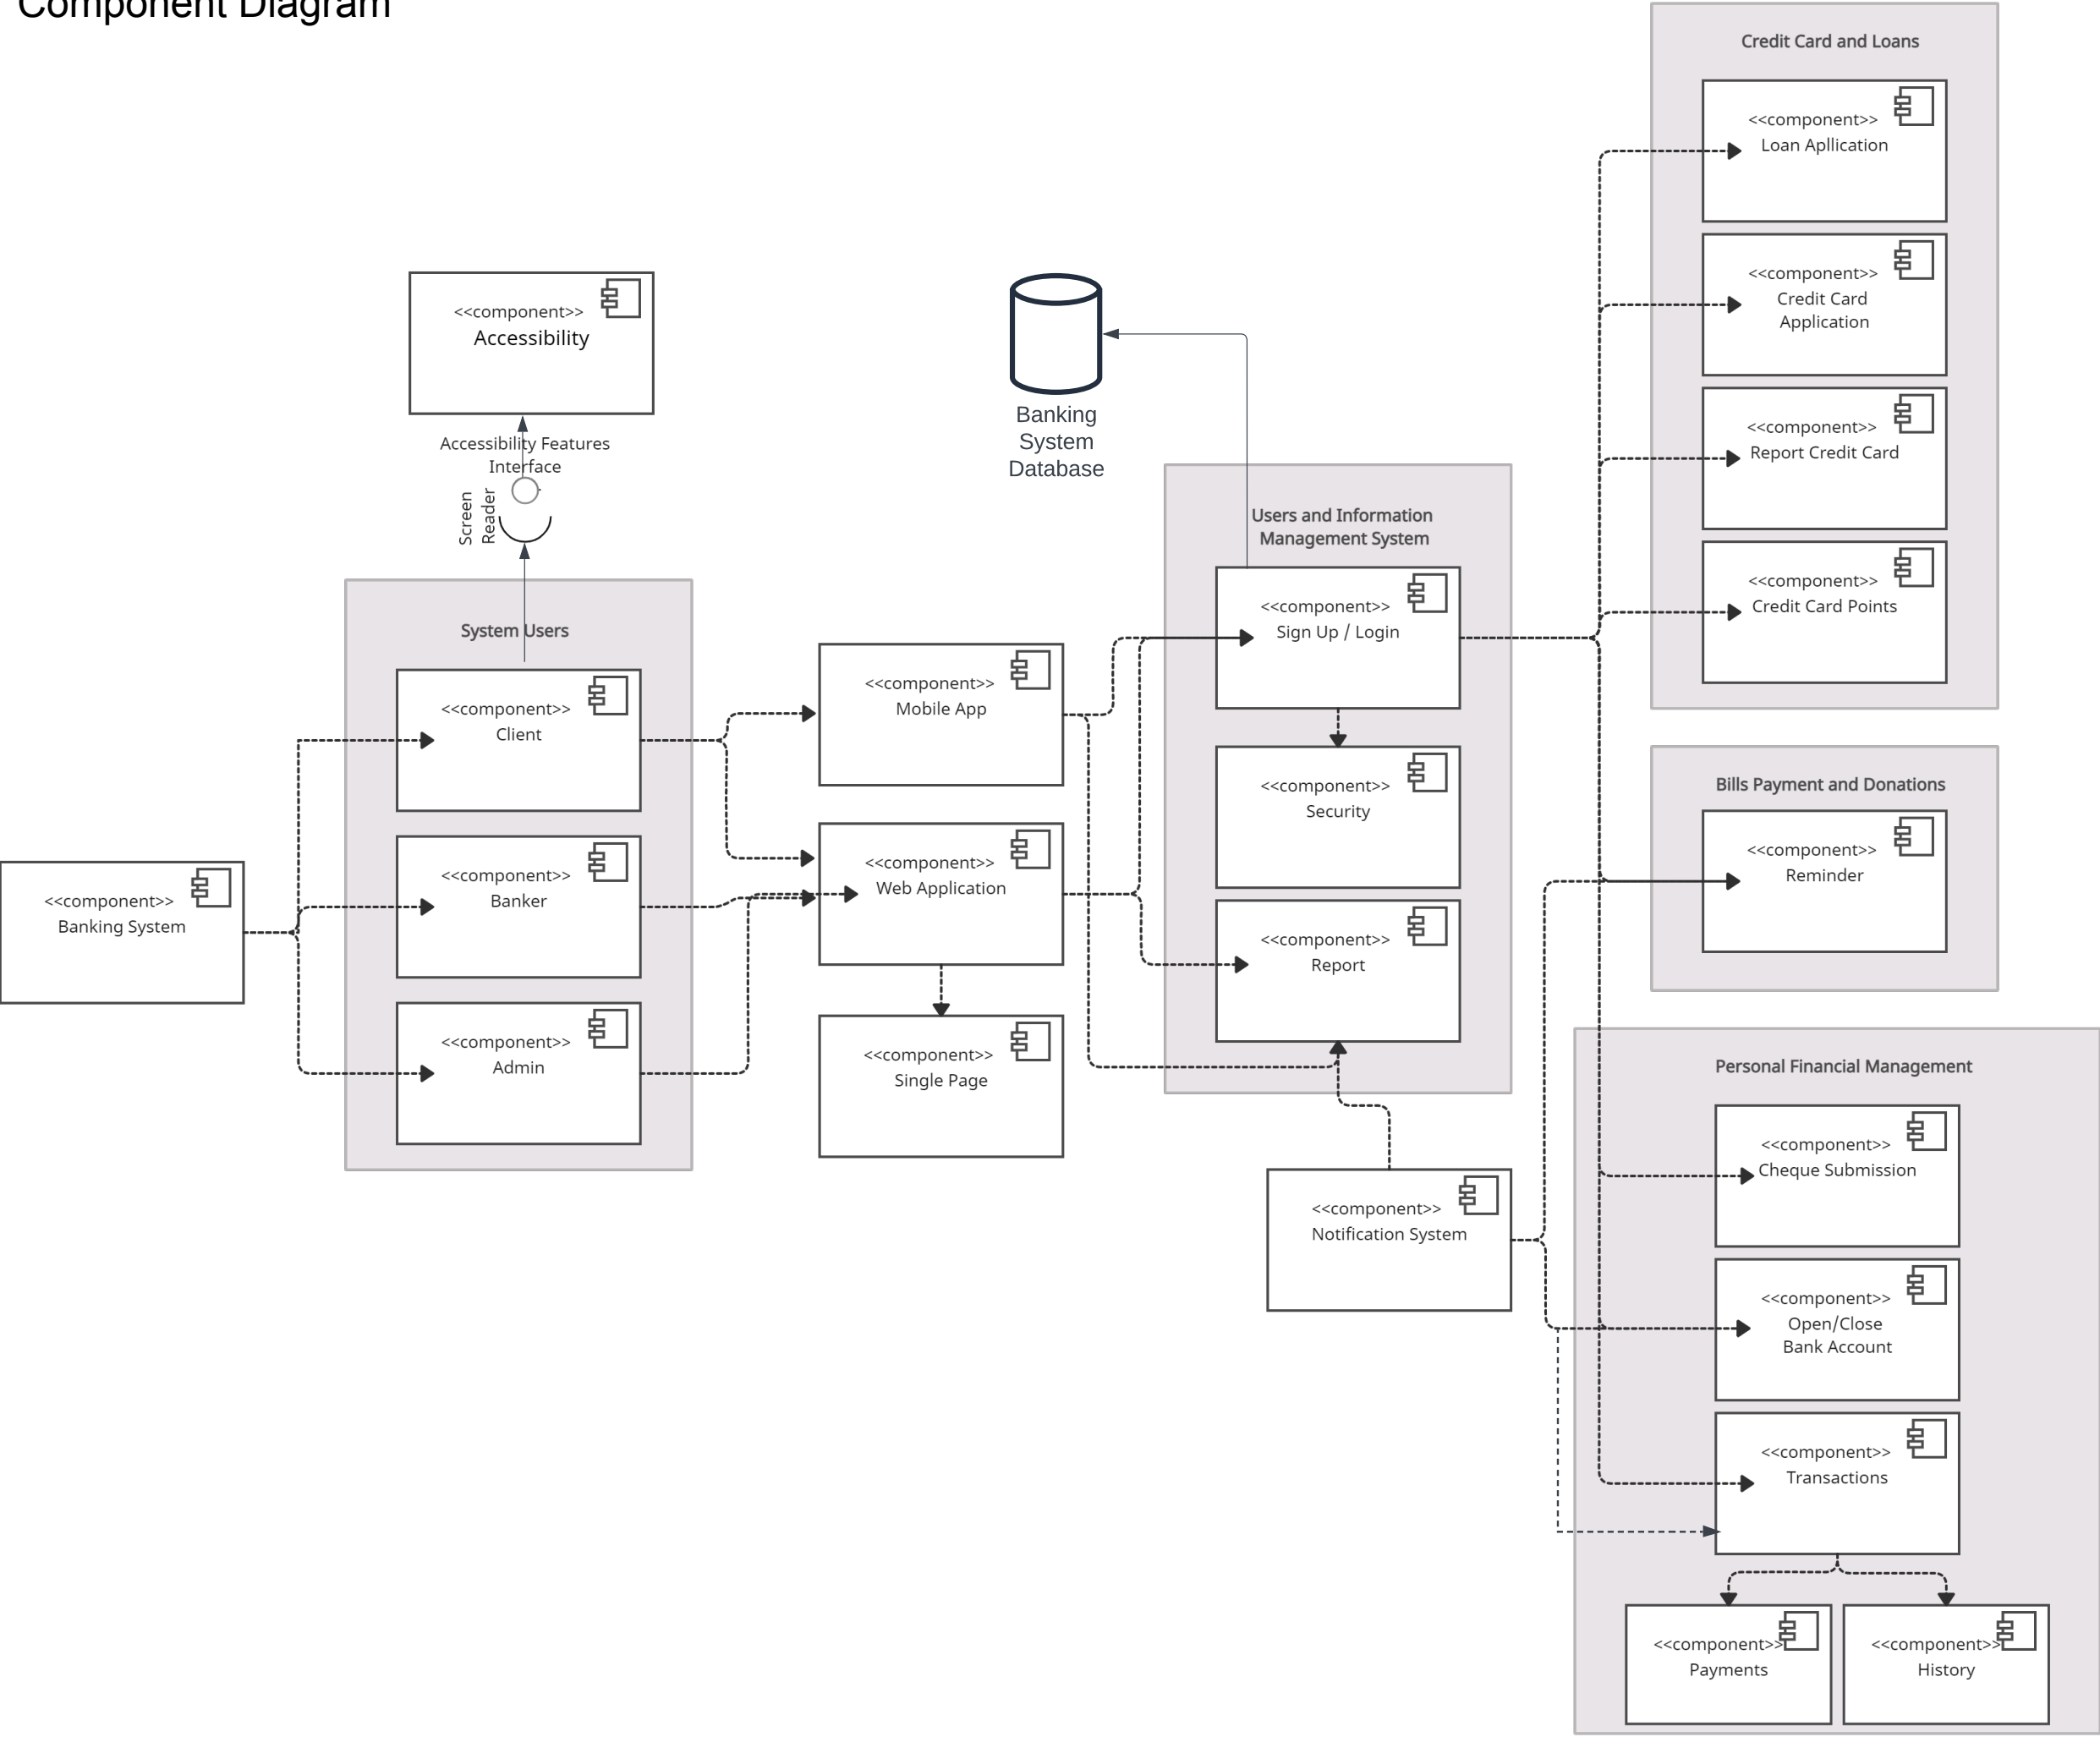 Component Diagram
Credit Card and Loans
<<component>>
Loan Apllication
<<component>>
Credit Card
Application
<<component>>
Report Credit Card
<<component>>
Credit Card Points
<<component>>
Accessibility
Accessibility Features
Interface
Screen
Reader
Banking
System
Database
System Users
<<component>>
Client
<<component>>
Banker
<<component>>
Admin
<<component>>
Banking System
<<component>>
Mobile App
<<component>>
Web Application
<<component>>
Single Page
Users and Information
Management System
<<component>>
Sign Up / Login
<<component>>
Security
<<component>>
Report
<<component>>
Notification System
Bills Payment and Donations
<<component>>
Reminder
Personal Financial Management
<<component>>
Cheque Submission
<<component>>
Open/Close
Bank Account
<<component>>
Transactions
<<component>>
Payments
<<component>>
History